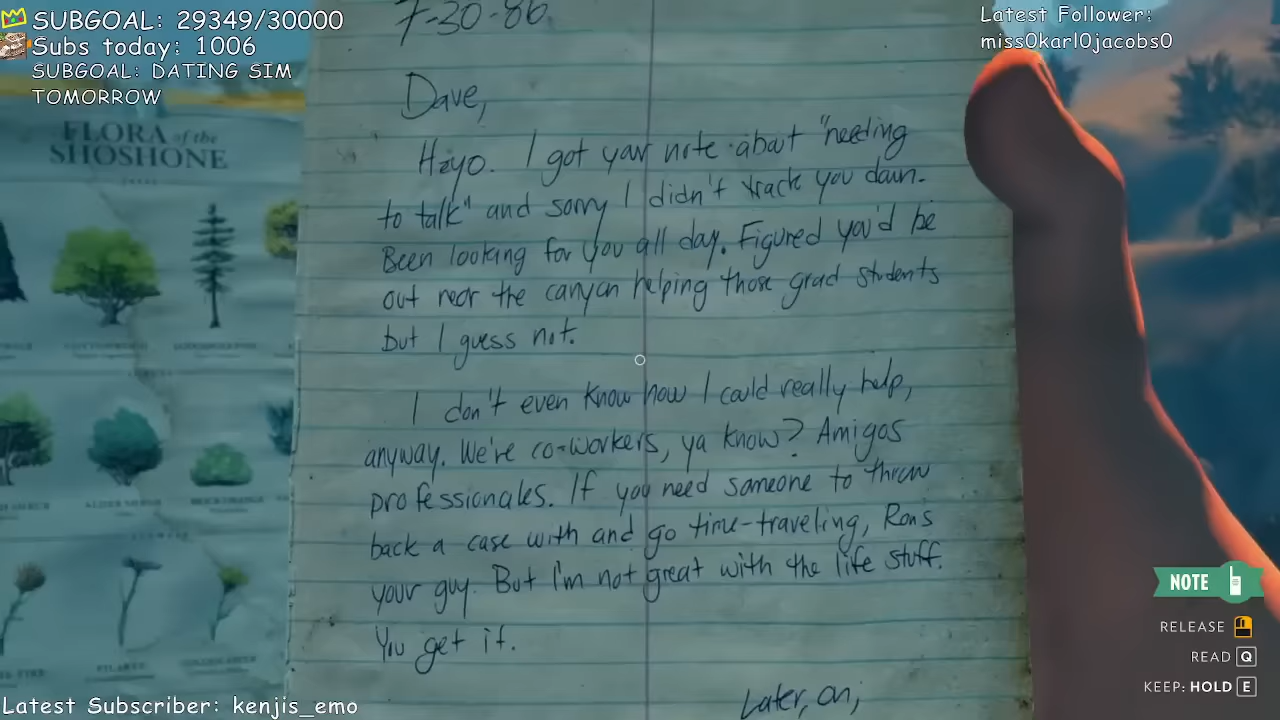 SUBGOAL: 29349/30000
Subs today: 1006
SUBGOAL: DATING SIM
TOMORROW
Latest Follower:
miss0karl0jacobs0
FLORA of the
SHOSHONE
7-30-86
Dave,
Heyo. I got your note about "needing
to talk" and sorry I didn't track you down.
Been looking for you all day. Figured you'd be
out near the canyon helping those grad students
but I guess not.
I don't even know how I could really help,
anyway. We're co-workers, ya know? Amigos
professionales. If you need someone to throw
back a case with and go time-traveling, Ron's
your guy. But I'm not great with the life stuff.
You get it.
Later, on,
NOTE
RELEASE
READ Q
KEEP: HOLD E
Latest Subscriber: kenjis_emo